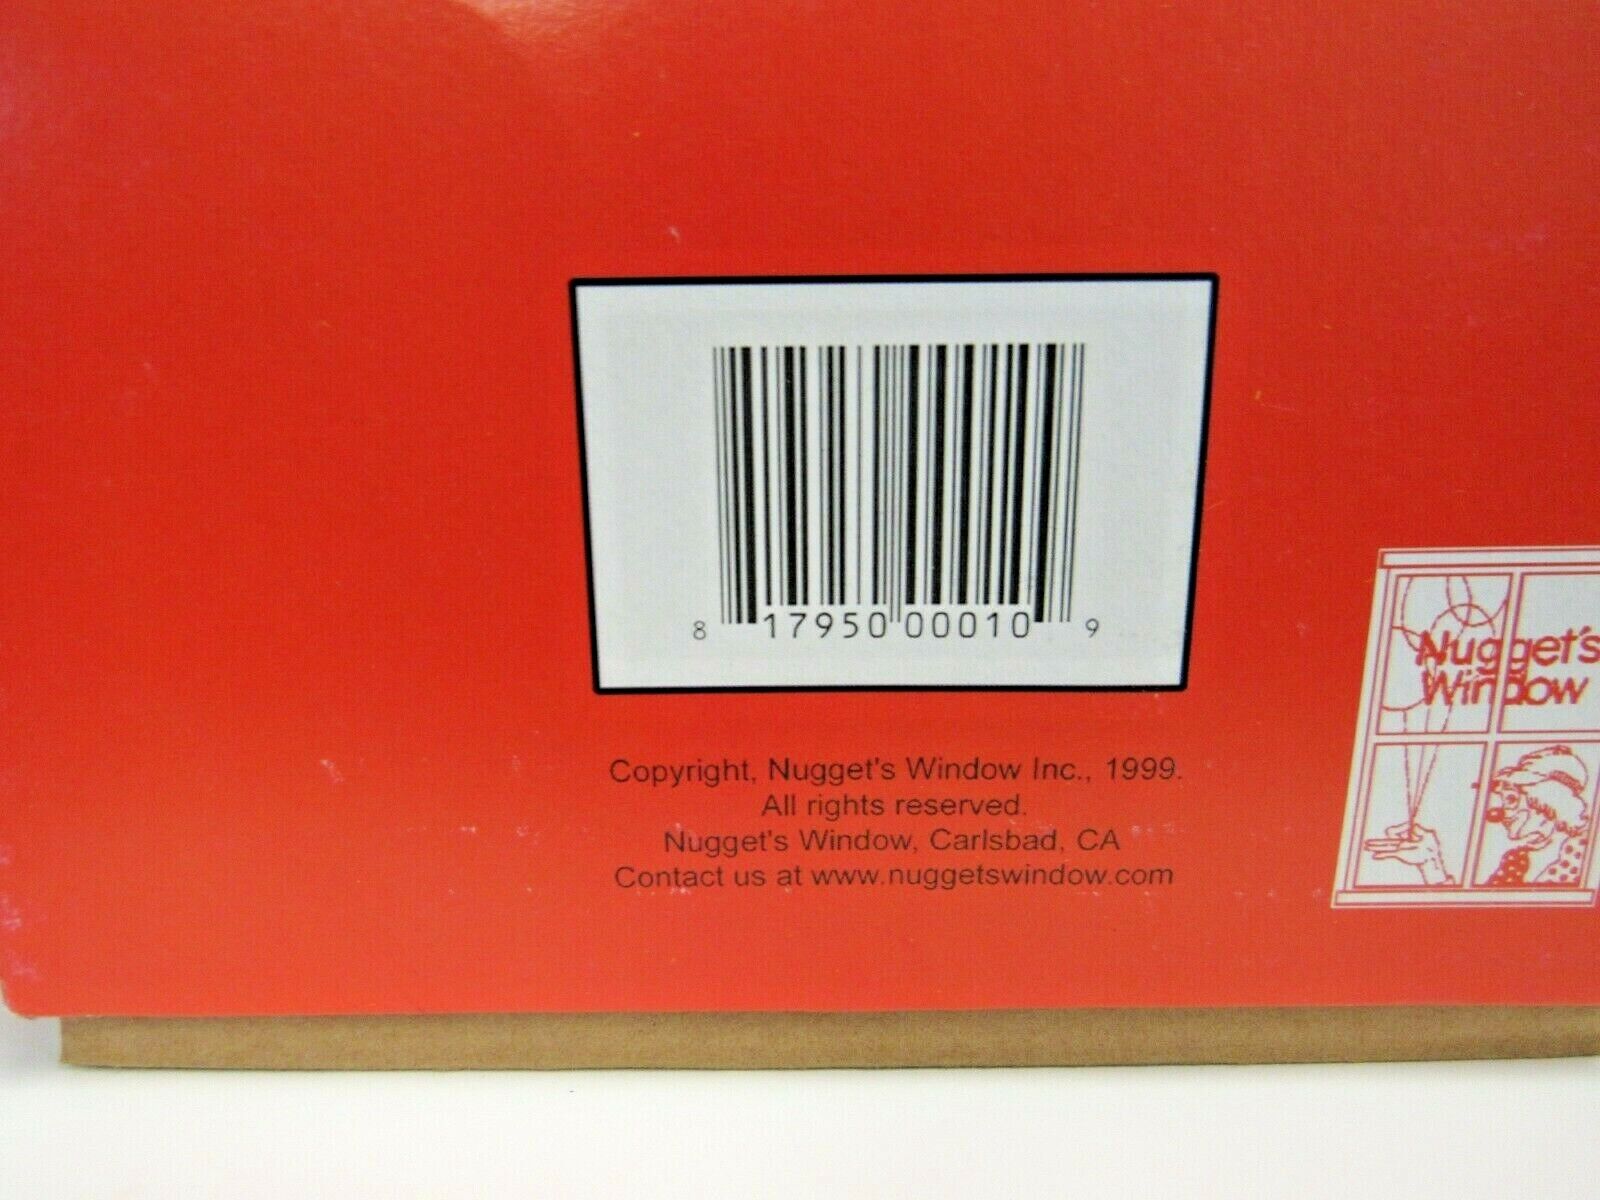 8 17950 00010 9
Copyright, Nugget's Window Inc., 1999.
All rights reserved.
Nugget's Window, Carlsbad, CA
Contact us at www.nuggetswindow.com
Nugget's
Window